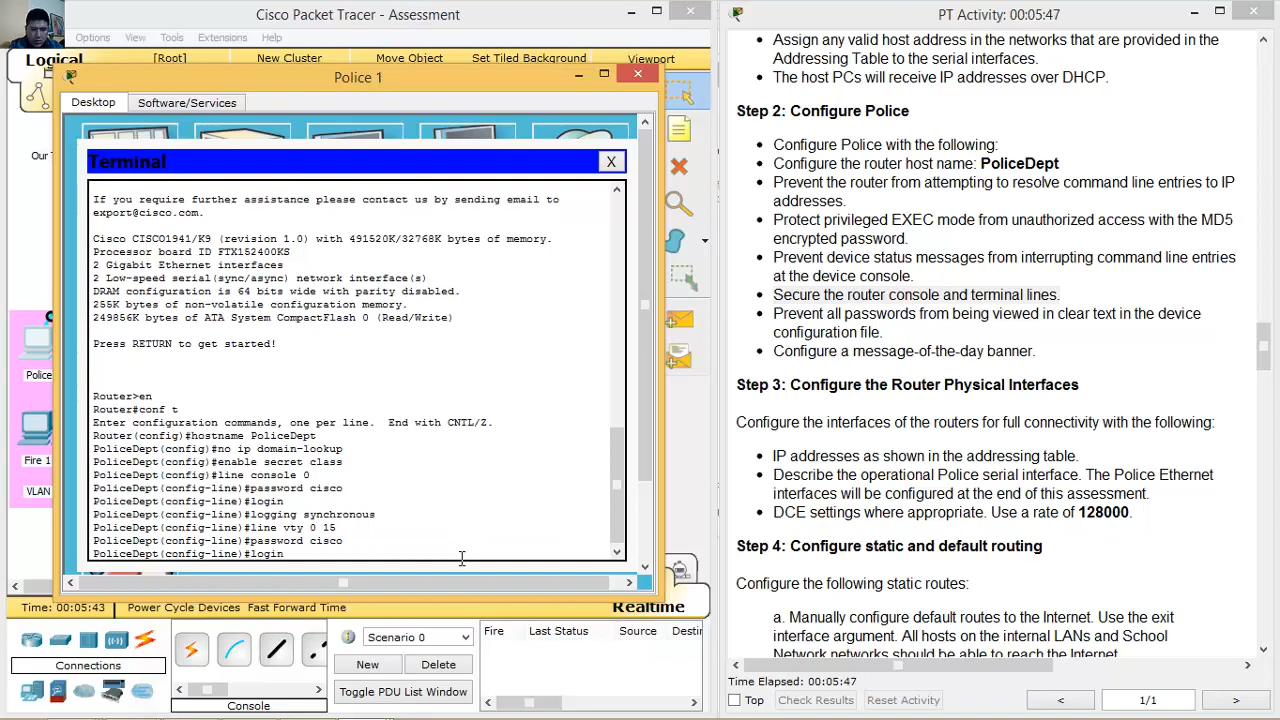 Cisco Packet Tracer - Assessment
Options View Tools Extensions Help
Logical [Root] New Cluster Move Object Set Tiled Background Viewport
Police 1
Desktop Software/Services
Terminal X
If you require further assistance please contact us by sending email to
export@cisco.com.
Cisco CISCO1941/K9 (revision 1.0) with 491520K/32768K bytes of memory.
Processor board ID FTX152400KS
2 Gigabit Ethernet interfaces
2 Low-speed serial(sync/async) network interface(s)
DRAM configuration is 64 bits wide with parity disabled.
255K bytes of non-volatile configuration memory.
249856K bytes of ATA System CompactFlash 0 (Read/Write)
Press RETURN to get started!
Router>en
Router#conf t
Enter configuration commands, one per line. End with CNTL/Z.
Router(config)#hostname PoliceDept
PoliceDept(config)#no ip domain-lookup
PoliceDept(config)#enable secret class
PoliceDept(config)#line console 0
PoliceDept(config-line)#password cisco
PoliceDept(config-line)#login
PoliceDept(config-line)#logging synchronous
PoliceDept(config-line)#line vty 0 15
PoliceDept(config-line)#password cisco
PoliceDept(config-line)#login
Our
Police
Fire 1
VLAN
Time: 00:05:43 Power Cycle Devices Fast Forward Time Realtime
Connections
Console
Scenario 0
New Delete
Toggle PDU List Window
Fire Last Status Source
PT Activity: 00:05:47
• Assign any valid host address in the networks that are provided in the
Addressing Table to the serial interfaces.
• The host PCs will receive IP addresses over DHCP.
Step 2: Configure Police
• Configure Police with the following:
• Configure the router host name: PoliceDept
• Prevent the router from attempting to resolve command line entries to IP
addresses.
• Protect privileged EXEC mode from unauthorized access with the MD5
encrypted password.
• Prevent device status messages from interrupting command line entries
at the device console.
• Secure the router console and terminal lines.
• Prevent all passwords from being viewed in clear text in the device
configuration file.
• Configure a message-of-the-day banner.
Step 3: Configure the Router Physical Interfaces
Configure the interfaces of the routers for full connectivity with the following:
• IP addresses as shown in the addressing table.
• Describe the operational Police serial interface. The Police Ethernet
interfaces will be configured at the end of this assessment.
• DCE settings where appropriate. Use a rate of 128000.
Step 4: Configure static and default routing
Configure the following static routes:
a. Manually configure default routes to the Internet. Use the exit
interface argument. All hosts on the internal LANs and School
Network networks should be able to reach the Internet.
Time Elapsed: 00:05:47
Top Check Results Reset Activity < 1/1 >